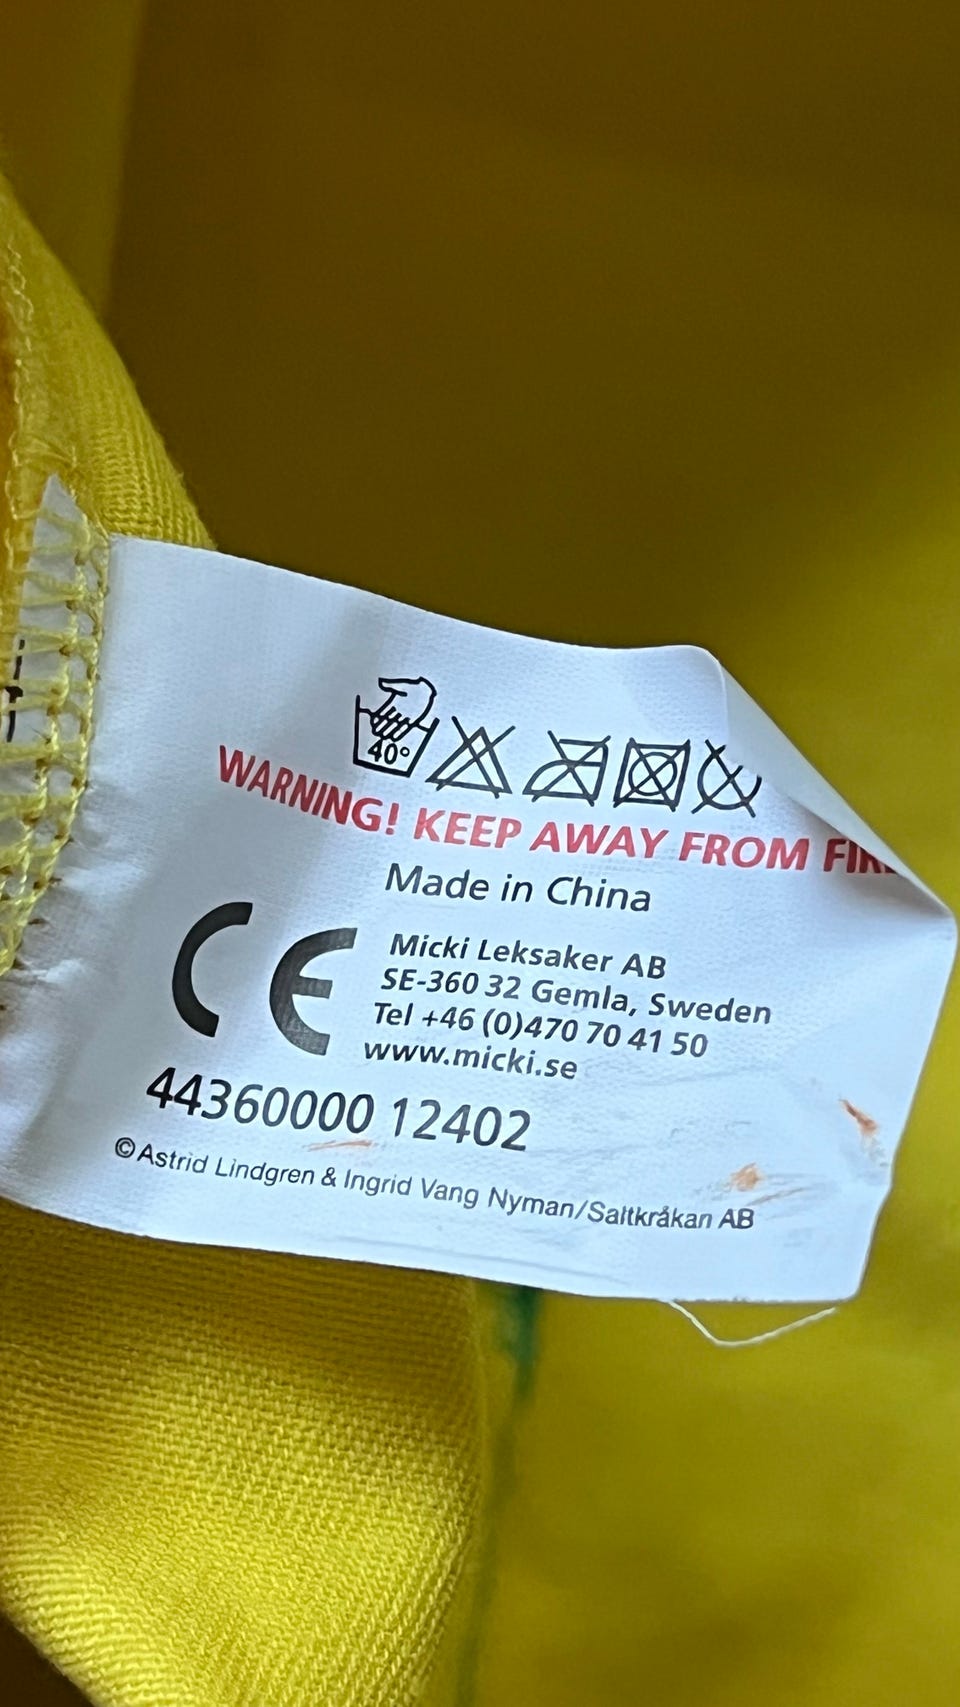 40°
WARNING! KEEP AWAY FROM
Made in China
CE
Micki Leksaker AB
SE-360 32 Gemla, Sweden
Tel +46 (0)470 70 41 50
www.micki.se
44360000 12402
©Astrid Lindgren & Ingrid Vang Nyman/Saltkråkan AB